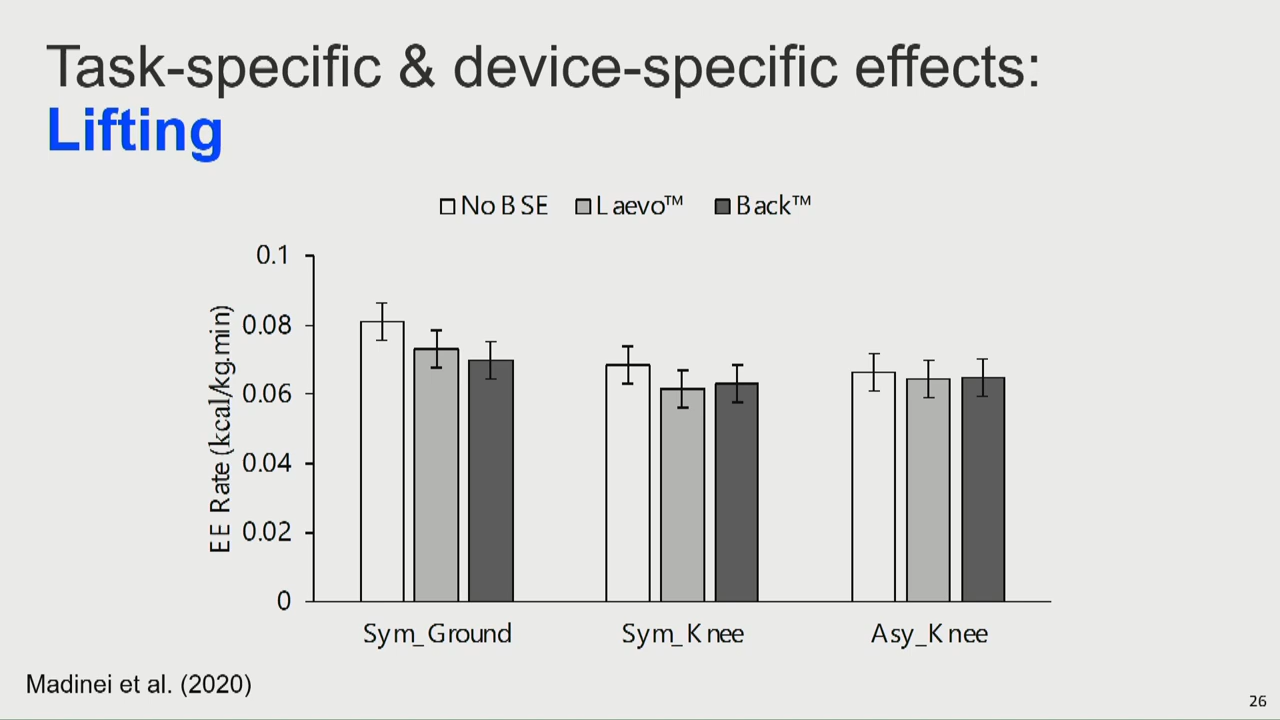 Task-specific & device-specific effects:
Lifting
No BSE Laevo™ Back™
EE Rate (kcal/kg.min)
0.1
0.08
0.06
0.04
0.02
0
Sym_Ground Sym_Knee Asy_Knee
Madinei et al. (2020)
26